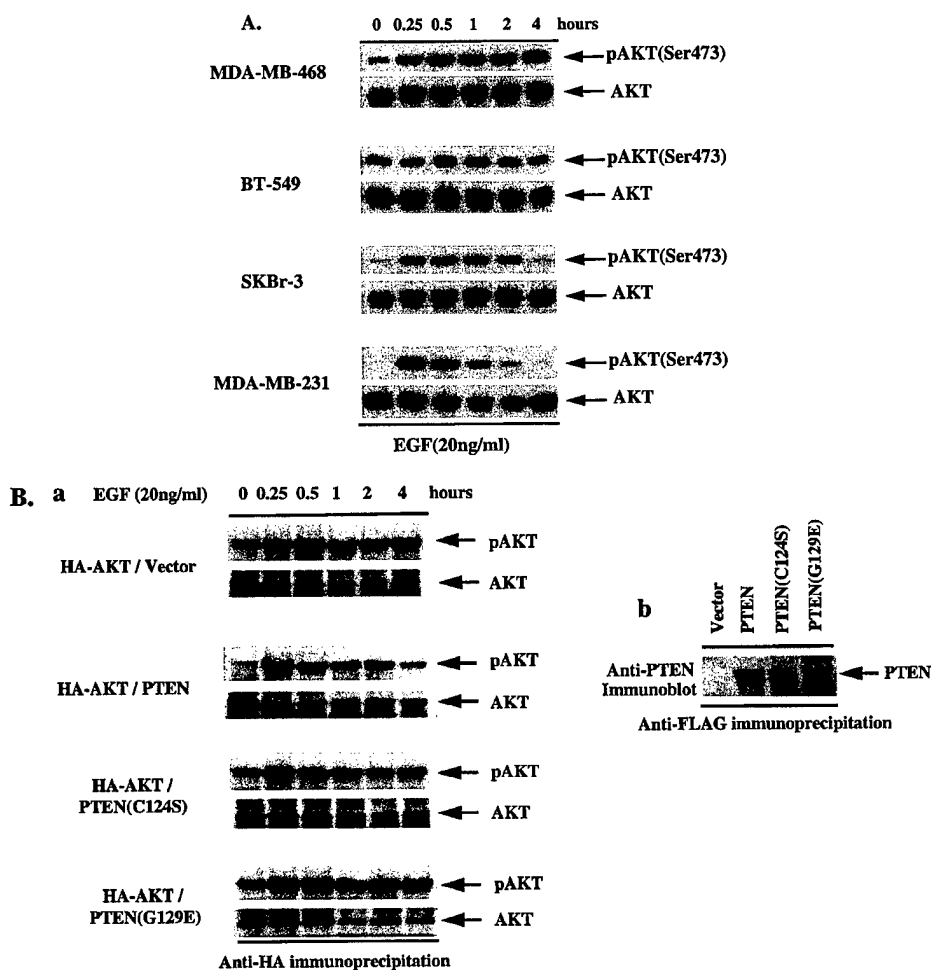 A.
0 0.25 0.5 1 2 4 hours
MDA-MB-468
pAKT(Ser473)
AKT
BT-549
pAKT(Ser473)
AKT
SKBr-3
pAKT(Ser473)
AKT
MDA-MB-231
pAKT(Ser473)
AKT
EGF(20ng/ml)
B. a EGF (20ng/ml) 0 0.25 0.5 1 2 4 hours
HA-AKT / Vector
pAKT
AKT
HA-AKT / PTEN
pAKT
AKT
HA-AKT /
PTEN(C124S)
pAKT
AKT
HA-AKT /
PTEN(G129E)
pAKT
AKT
Anti-HA immunoprecipitation
b
Vector
PTEN
PTEN(C124S)
PTEN(G129E)
Anti-PTEN
Immunoblot
PTEN
Anti-FLAG immunoprecipitation